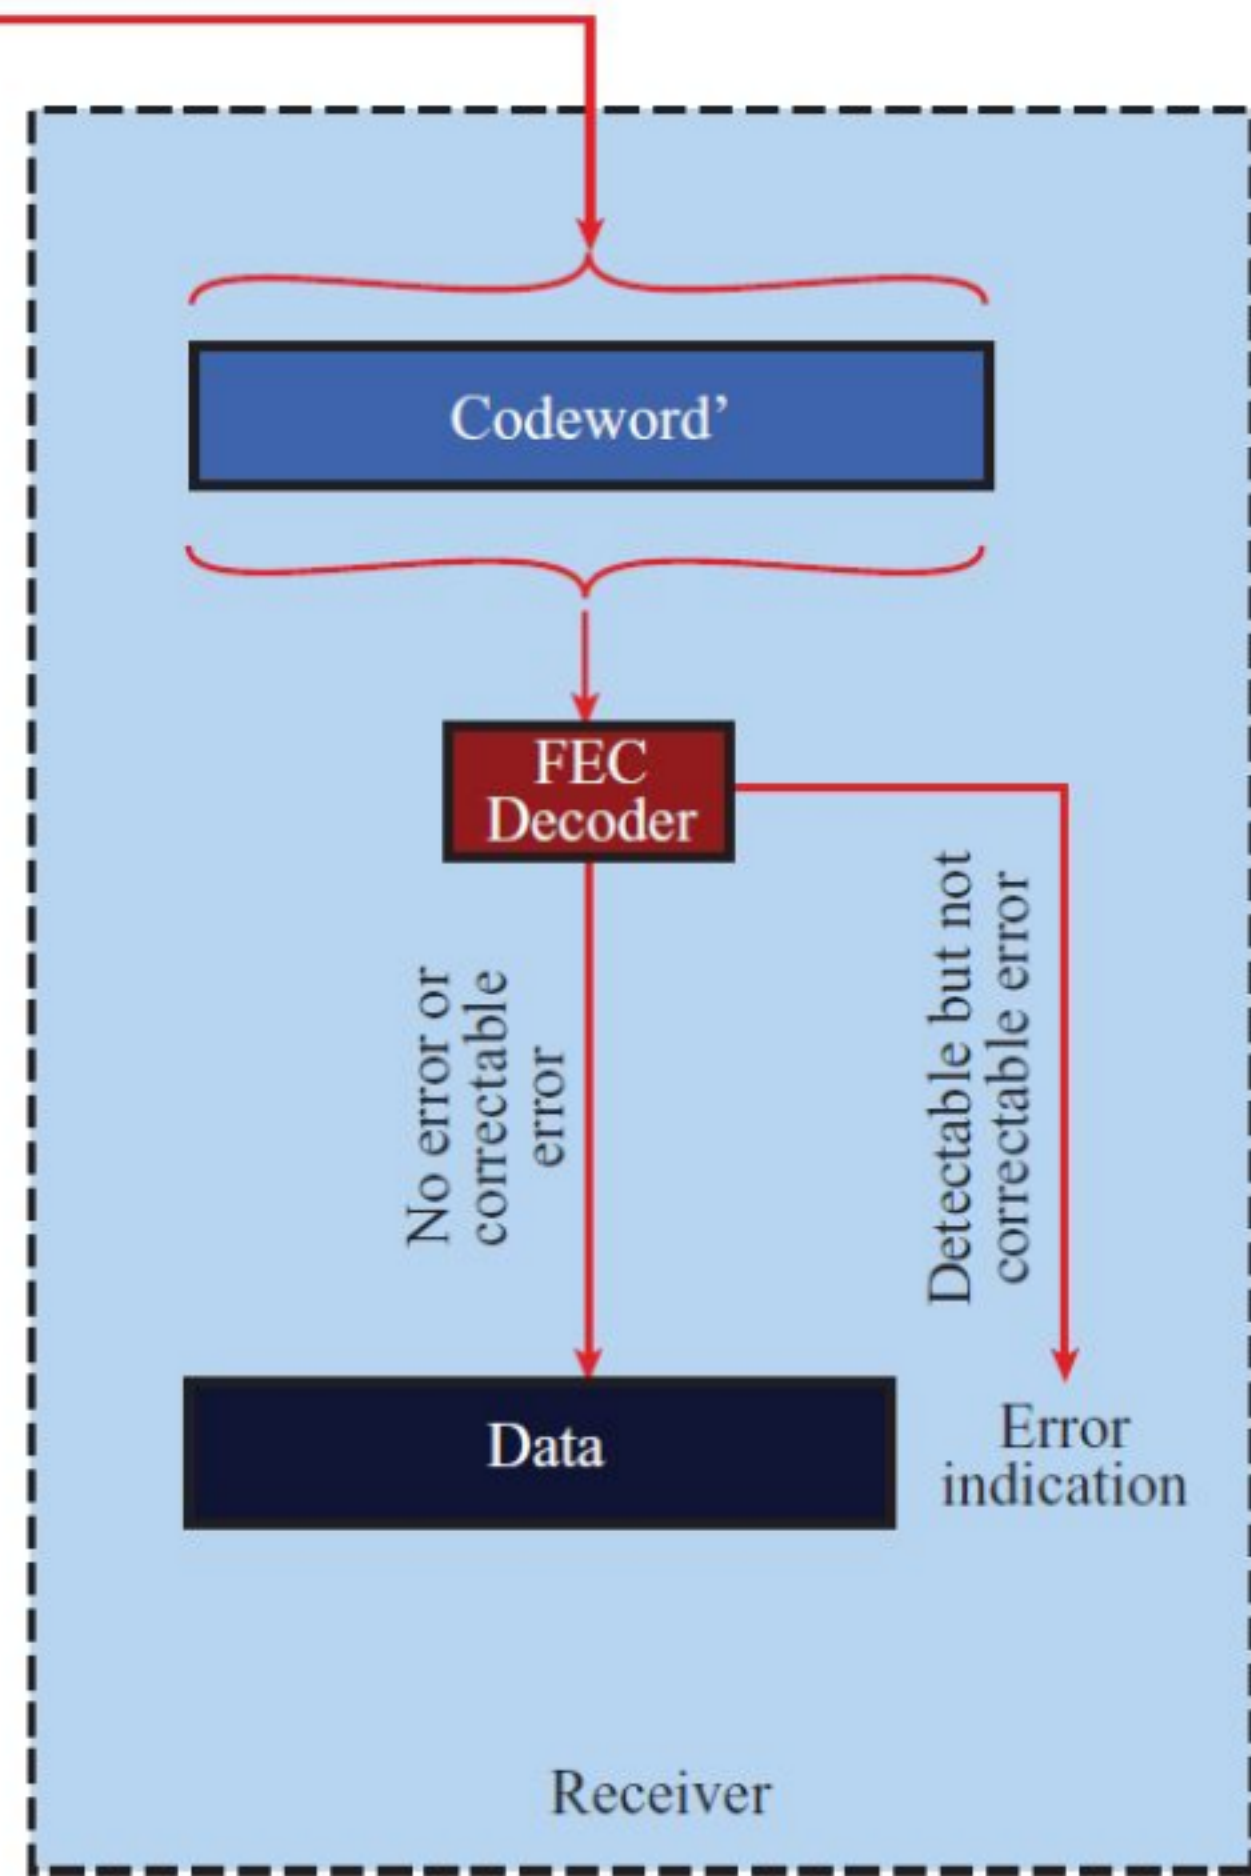 Codeword’
FEC
Decoder
No error or
correctable
error
Detectable but not
correctable error
Data
Error
indication
Receiver